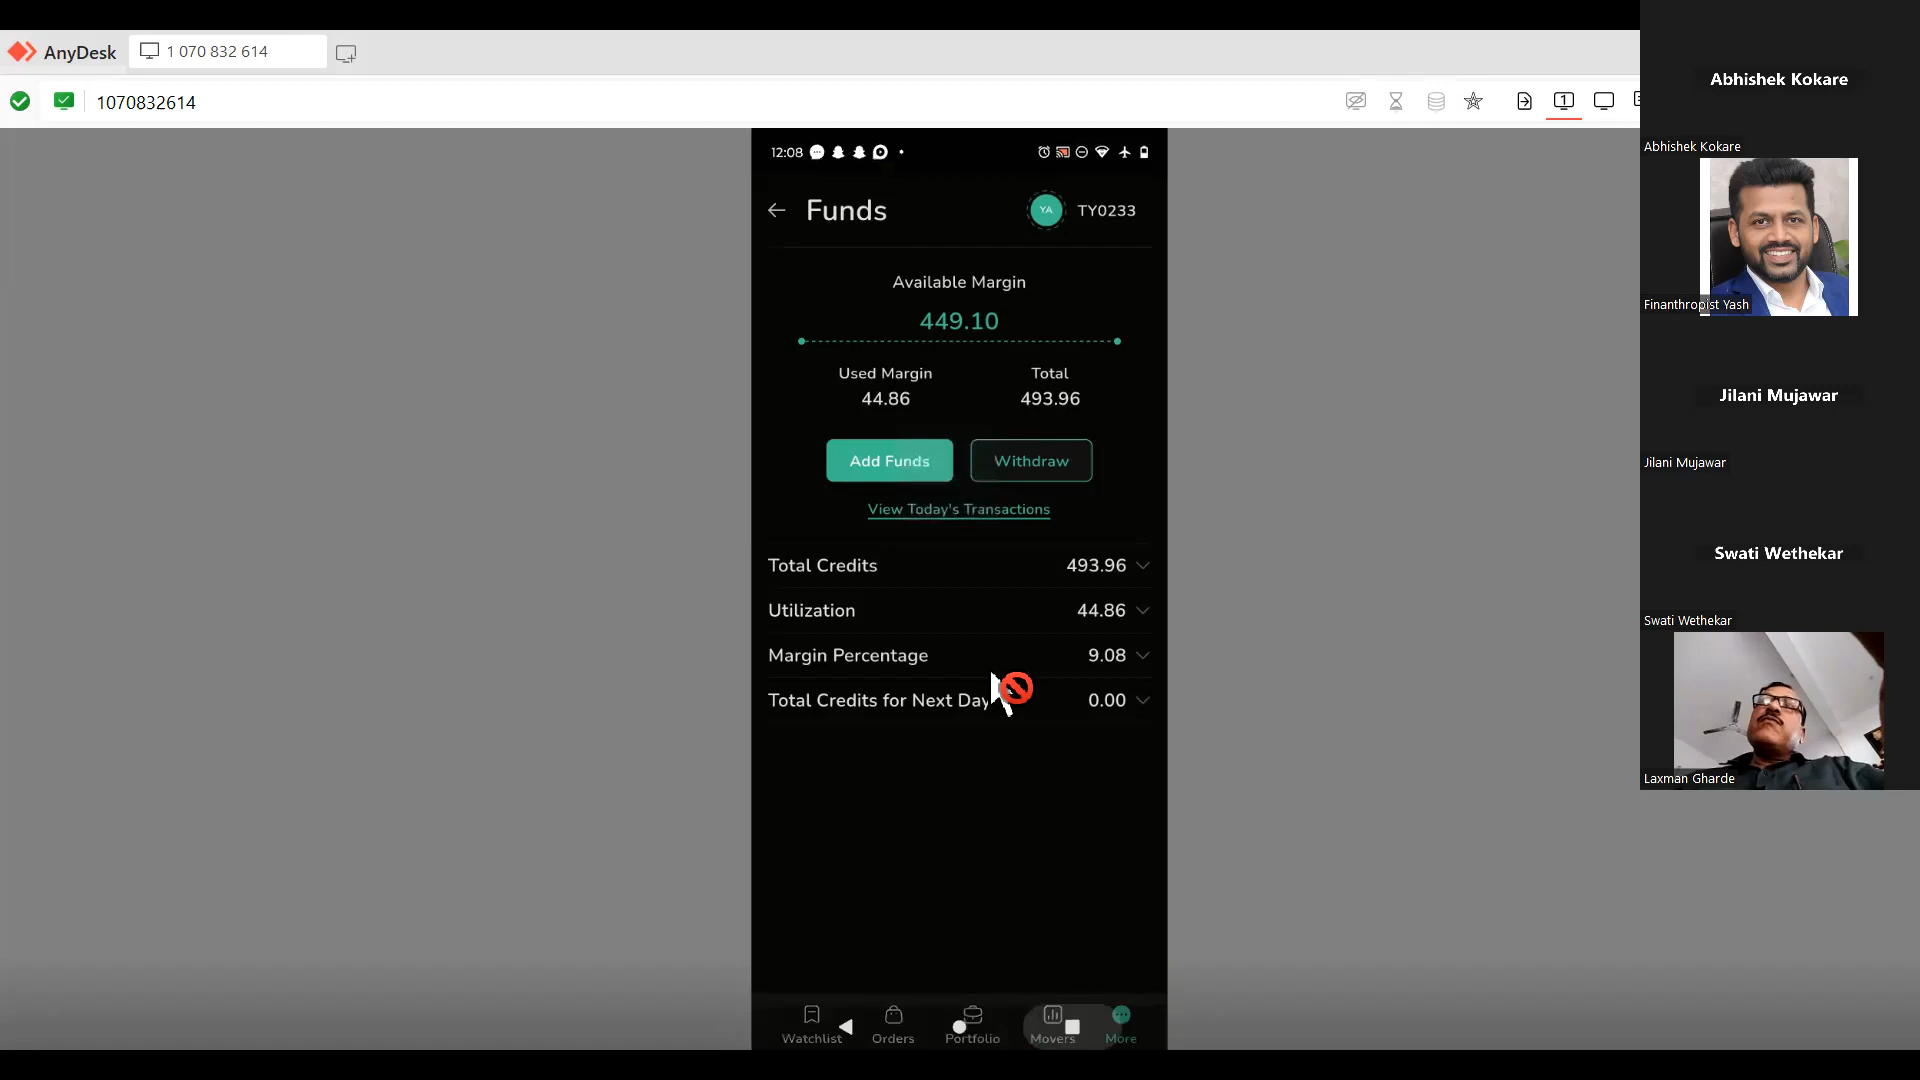 AnyDesk
1 070 832 614
1070832614
12:08
Funds
YA
TY0233
Available Margin
449.10
Used Margin
Total
44.86
493.96
Add Funds
Withdraw
View Today's Transactions
Total Credits
493.96
Utilization
44.86
Margin Percentage
9.08
Total Credits for Next Day
0.00
Watchlist
Orders
Portfolio
Movers
More
Abhishek Kokare
Abhishek Kokare
Finanthropist Yash
Jilani Mujawar
Jilani Mujawar
Swati Wethekar
Swati Wethekar
Laxman Gharde